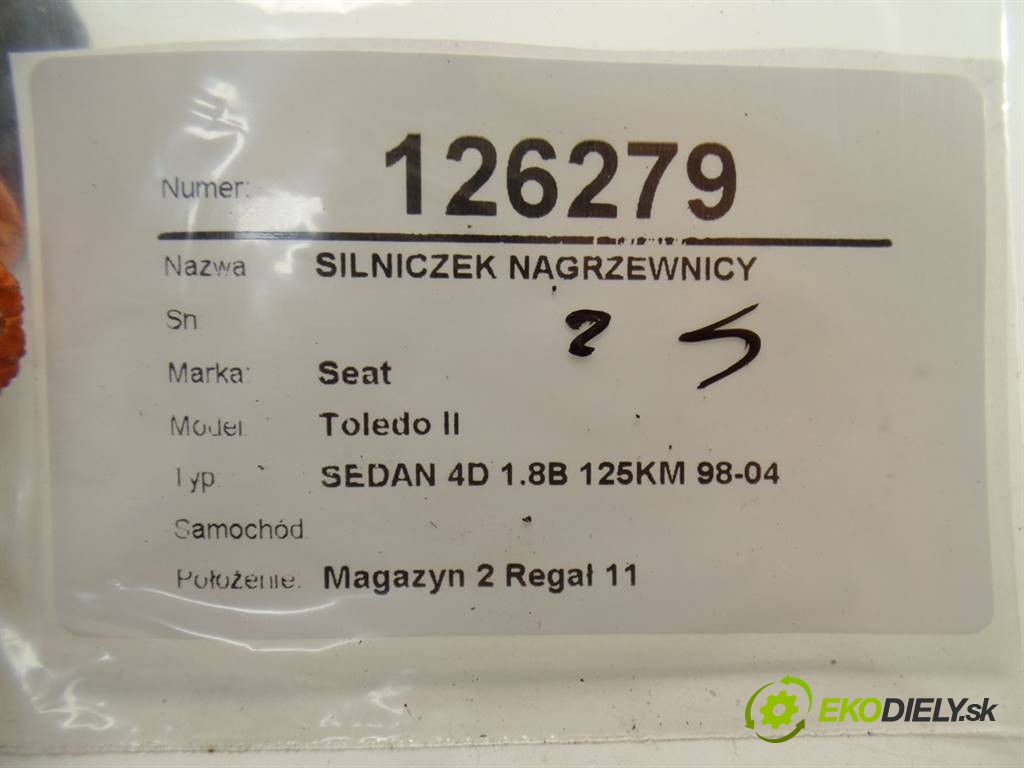 Numer: 126279
Nazwa SILNICZEK NAGRZEWNICY
Sn
2
Marka: Seat
Model: Toledo II
Typ SEDAN 4D 1.8B 125KM 98-04
Samochód
Położenie: Magazyn 2 Regał 11
EKODIELY.sk